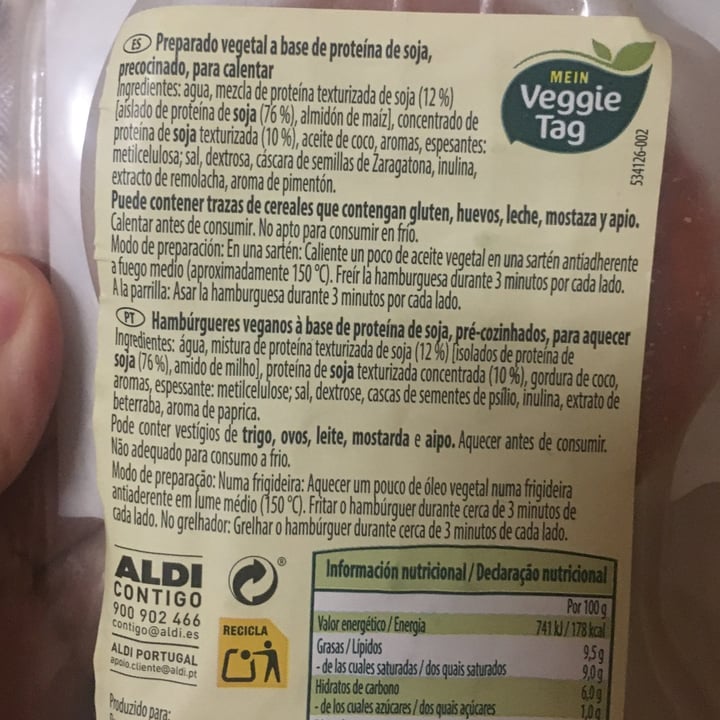 ES Preparado vegetal a base de proteína de soja,
precocinado, para calentar
Ingredientes: agua, mezcla de proteína texturizada de soja (12 %)
[aislado de proteína de soja (76 %), almidón de maíz], concentrado de
proteína de soja texturizada (10 %), aceite de coco, aromas, espesantes:
metilcelulosa; sal, dextrosa, cáscara de semillas de Zaragatona, inulina,
extracto de remolacha, aroma de pimentón.
Puede contener trazas de cereales que contengan gluten, huevos, leche, mostaza y apio.
Calentar antes de consumir. No apto para consumir en frío.
Modo de preparación: En una sartén: Caliente un poco de aceite vegetal en una sartén antiadherente
a fuego medio (aproximadamente 150 °C). Freír la hamburguesa durante 3 minutos por cada lado.
A la parrilla: Asar la hamburguesa durante 3 minutos por cada lado.
MEIN
Veggie
Tag
534126-002
PT Hambúrgueres veganos à base de proteína de soja, pré-cozinhados, para aquecer
Ingredientes: água, mistura de proteína texturizada de soja (12 %) [isolados de proteína de
soja (76 %), amido de milho], proteína de soja texturizada concentrada (10 %), gordura de coco,
aromas, espessante: metilcelulose; sal, dextrose, cascas de sementes de psílio, inulina, extrato de
beterraba, aroma de paprica.
Pode conter vestígios de trigo, ovos, leite, mostarda e aipo. Aquecer antes de consumir.
Não adequado para consumo a frio.
Modo de preparação: Numa frigideira: Aquecer um pouco de óleo vegetal numa frigideira
antiaderente em lume médio (150 °C). Fritar o hambúrguer durante cerca de 3 minutos de
cada lado. No grelhador: Grelhar o hambúrguer durante cerca de 3 minutos de cada lado.
ALDI
CONTIGO
900 902 466
contigo@aldi.es
ALDI PORTUGAL
apoio.cliente@aldi.pt
®
RECICLA
Produzido para:
Información nutricional / Declaração nutricional
Por 100 g
Valor energético / Energia 741 kJ / 178 kcal
Grasas / Lípidos 9,5 g
- de las cuales saturadas / dos quais saturados 9,0 g
Hidratos de carbono 6,0 g
- de los cuales azúcares / dos quais açúcares 1,0 g